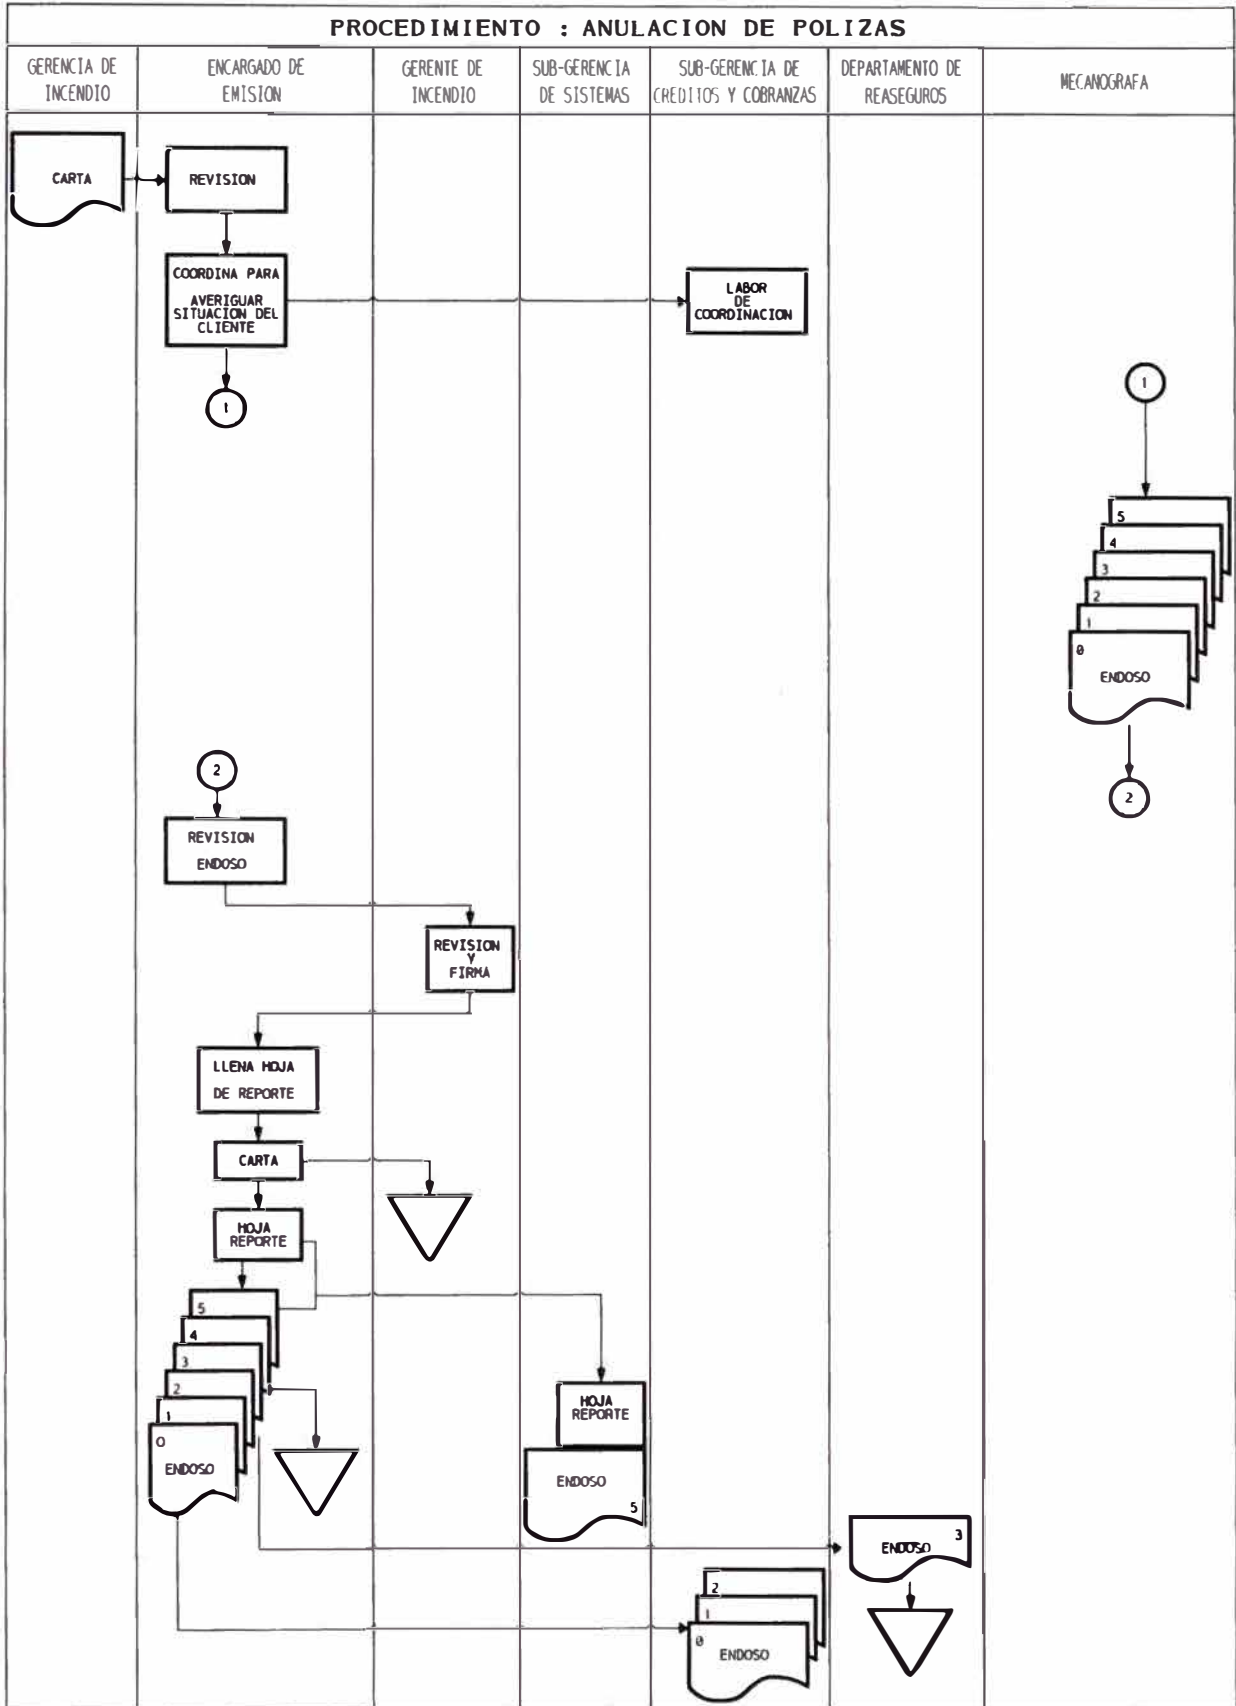 PROCEDIMIENTO : ANULACION DE POLIZAS
GERENCIA DE
INCENDIO
ENCARGADO DE
EMISION
GERENTE DE
INCENDIO
SUB-GERENCIA
DE SISTEMAS
SUB-GERENCIA DE
CREDITOS Y COBRANZAS
DEPARTAMENTO DE
REASEGUROS
MECANOGRAFA
CARTA
REVISION
COORDINA PARA
AVERIGUAR
SITUACION DEL
CLIENTE
LABOR
DE
COORDINACION
1
1
5
4
3
2
1
0
ENDOSO
2
2
REVISION
ENDOSO
REVISION
Y
FIRMA
LLENA HOJA
DE REPORTE
CARTA
HOJA
REPORTE
5
4
3
2
1
0
ENDOSO
HOJA
REPORTE
ENDOSO
5
3
ENDOSO
2
1
0
ENDOSO